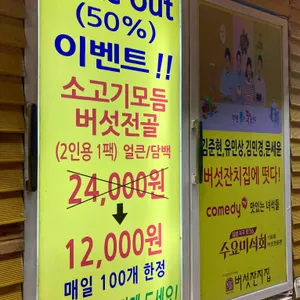 out
(50%)
이벤트!!
소고기모듬
버섯전골
(2인용 1팩) 얼큰/담백
24,000원
12,000원
매일 100개 한정
김준현,유민상,김민경,문세윤
버섯잔치집에 떳다!
comedy 맛있는 녀석들
수요미식회
버섯잔치집